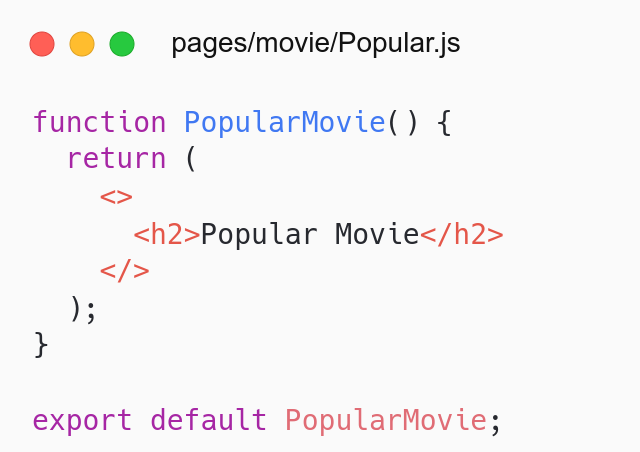 pages/movie/Popular.js
function PopularMovie() {
  return (
    <>
      <h2>Popular Movie</h2>
    </>
  );
}
export default PopularMovie;